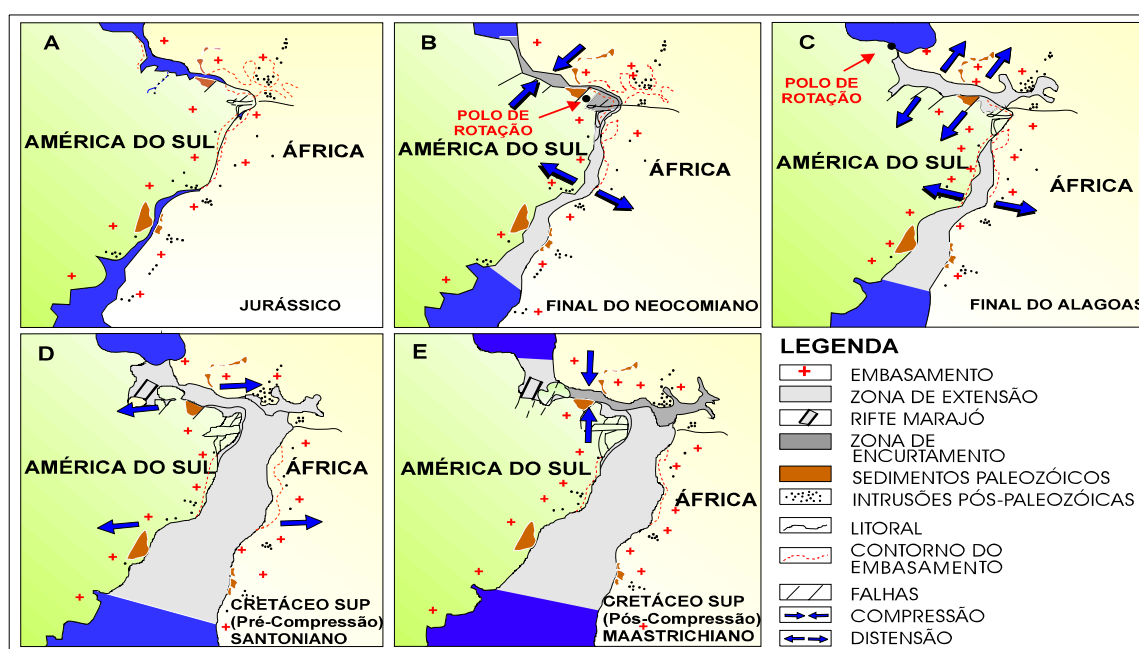 A
AMÉRICA DO SUL
ÁFRICA
JURÁSSICO
B
POLO DE
ROTAÇÃO
AMÉRICA DO SUL
ÁFRICA
FINAL DO NEOCOMIANO
C
POLO DE
ROTAÇÃO
AMÉRICA DO SUL
ÁFRICA
FINAL DO ALAGOAS
D
AMÉRICA DO SUL
ÁFRICA
CRETÁCEO SUP
(Pré-Compressão)
SANTONIANO
E
AMÉRICA DO SUL
ÁFRICA
CRETÁCEO SUP
(Pós-Compressão)
MAASTRICHIANO
LEGENDA
EMBASAMENTO
ZONA DE EXTENSÃO
RIFTE MARAJÓ
ZONA DE
ENCURTAMENTO
SEDIMENTOS PALEOZÓICOS
INTRUSÕES PÓS-PALEOZÓICAS
LITORAL
CONTORNO DO
EMBASAMENTO
FALHAS
COMPRESSÃO
DISTENSÃO